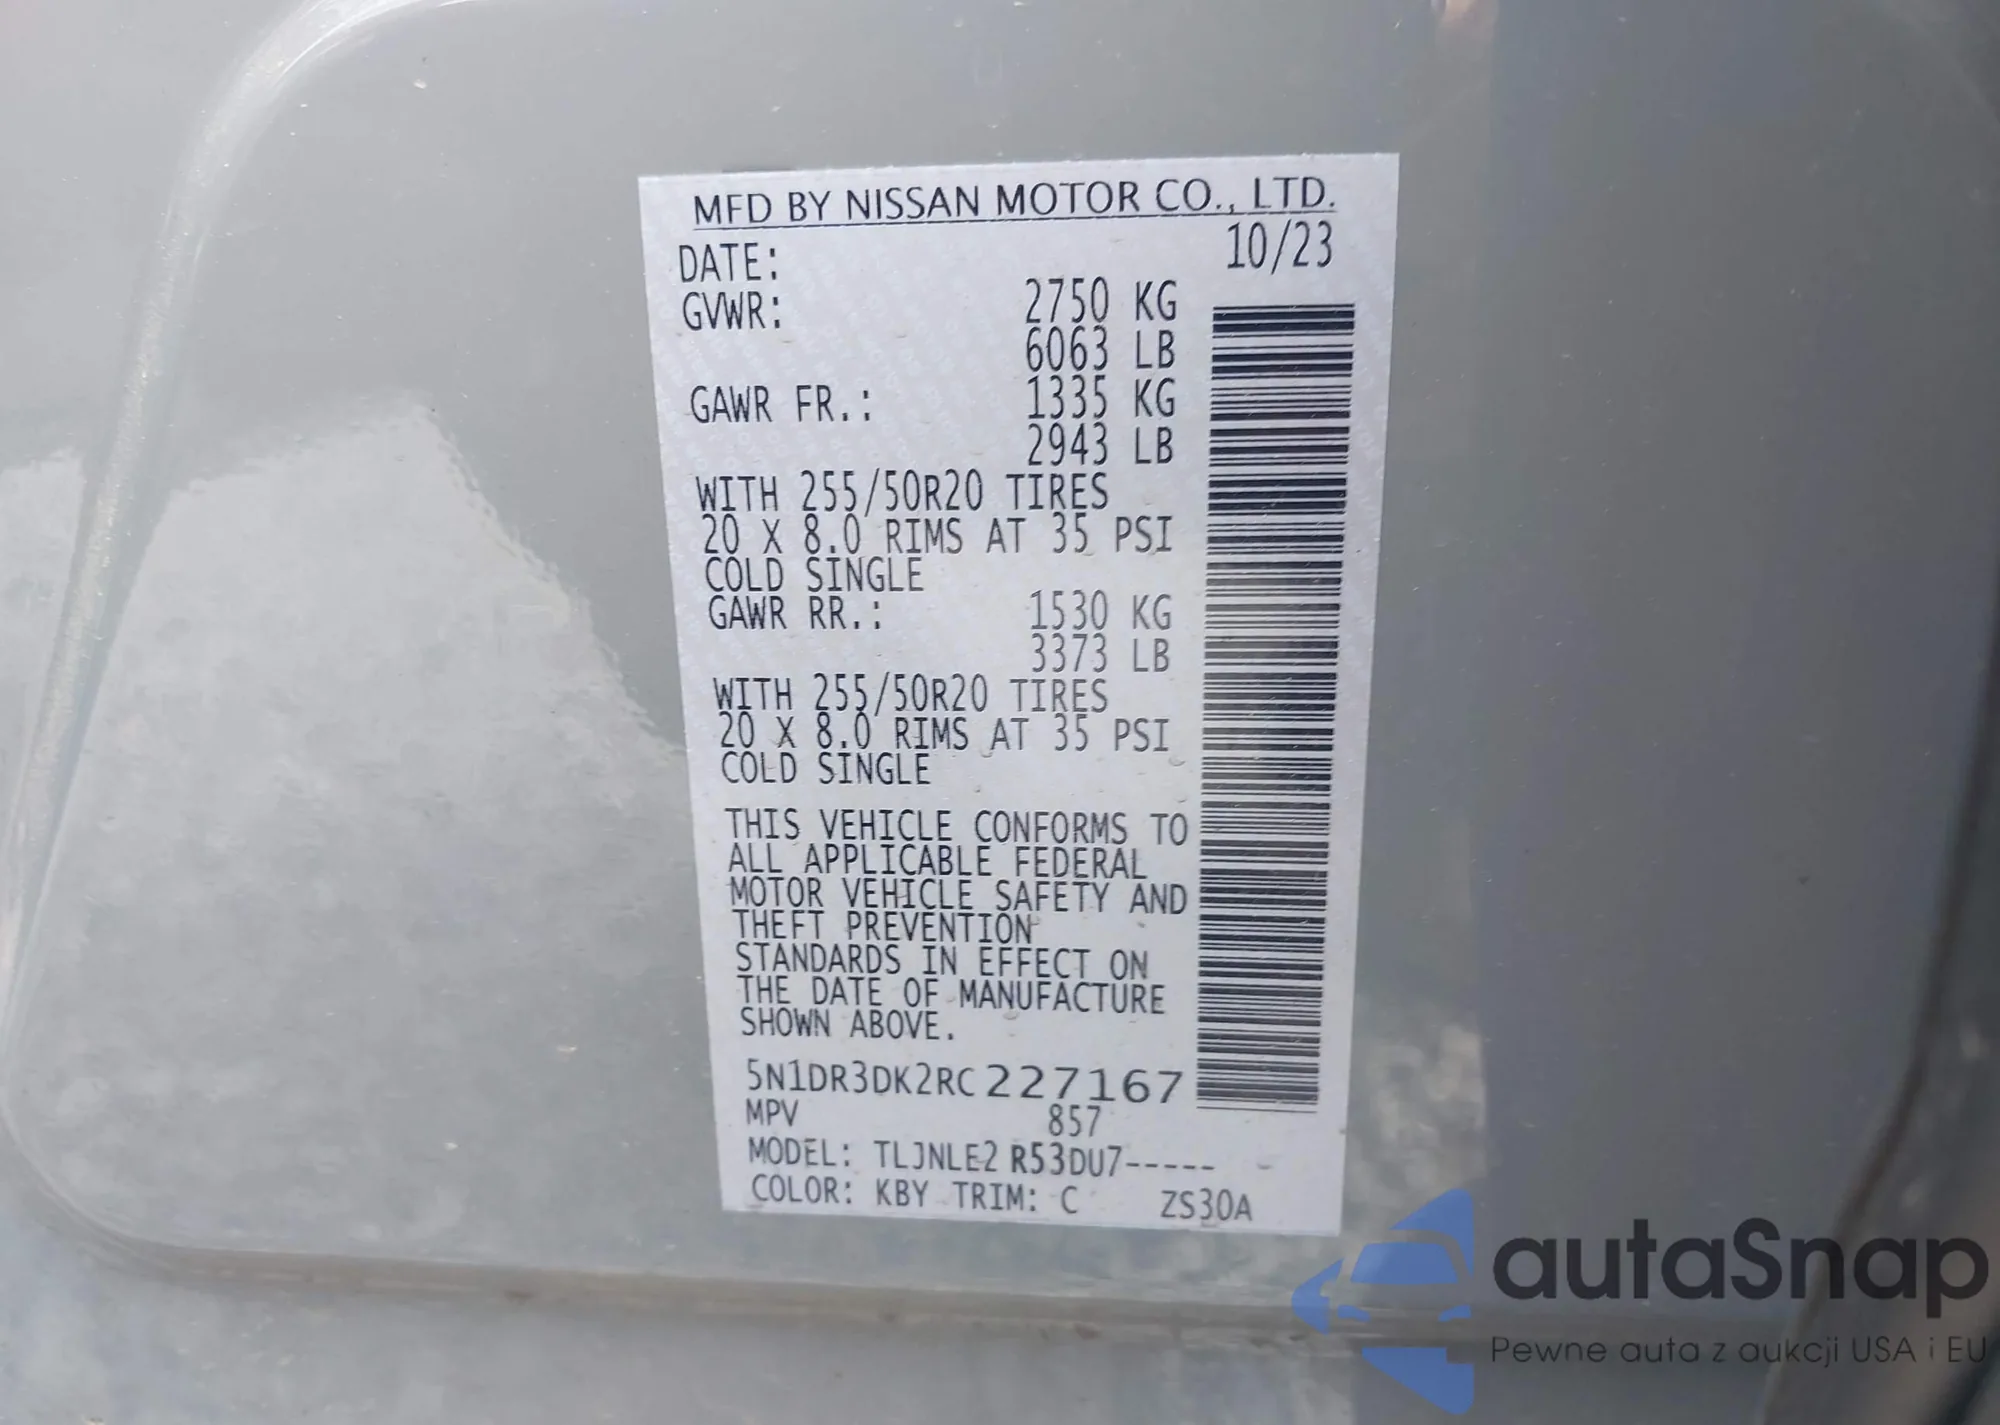 MFD BY NISSAN MOTOR CO., LTD.
DATE: 10/23
GVWR: 2750 KG
6063 LB
GAWR FR.: 1335 KG
2943 LB
WITH 255/50R20 TIRES
20 X 8.0 RIMS AT 35 PSI
COLD SINGLE
GAWR RR.: 1530 KG
3373 LB
WITH 255/50R20 TIRES
20 X 8.0 RIMS AT 35 PSI
COLD SINGLE
THIS VEHICLE CONFORMS TO
ALL APPLICABLE FEDERAL
MOTOR VEHICLE SAFETY AND
THEFT PREVENTION
STANDARDS IN EFFECT ON
THE DATE OF MANUFACTURE
SHOWN ABOVE.
5N1DR3DK2RC227167
MPV 857
MODEL: TLJNLE2 R53DU7----- -
COLOR: KBY TRIM: C ZS30A
autaSnap
Pewne auta z aukcji USA i EU